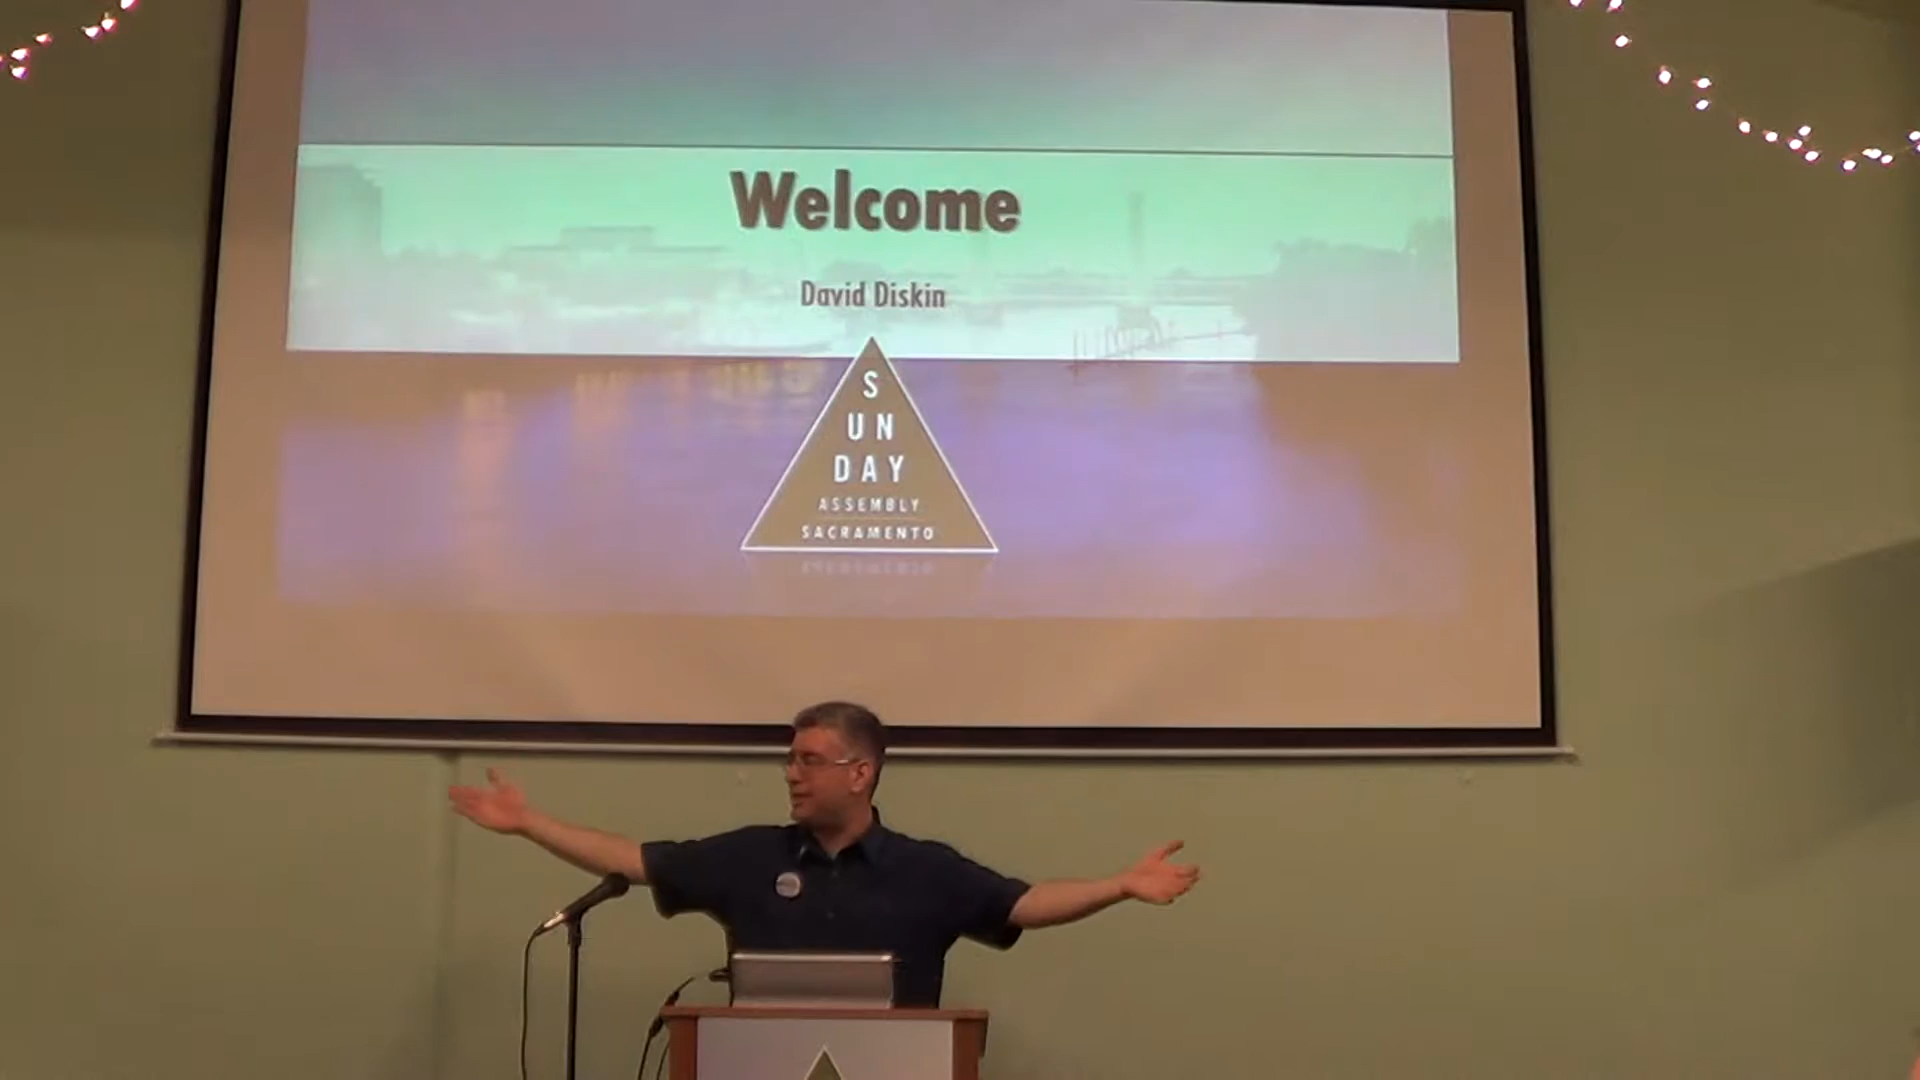 Welcome
David Diskin
S
UN
DAY
ASSEMBLY
SACRAMENTO